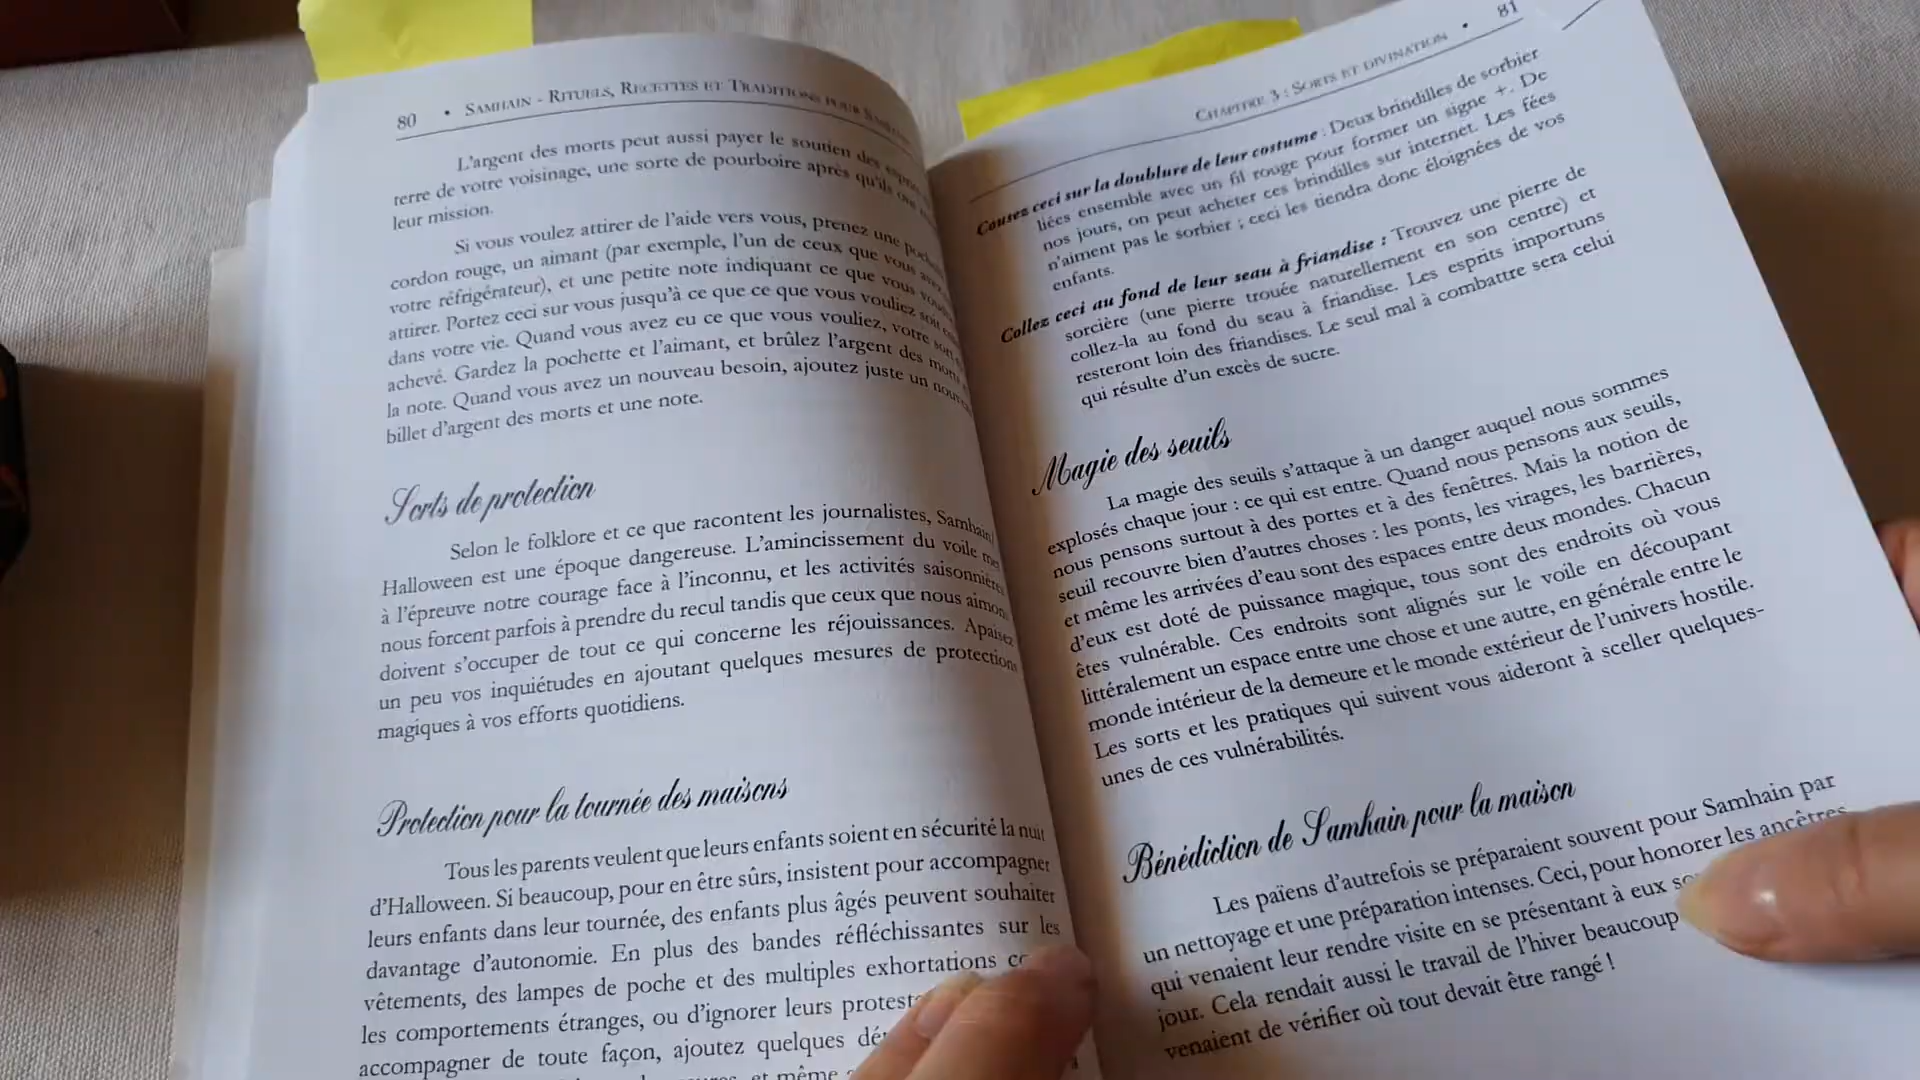 80 • Samhain - Rituels, Recettes et Traditions pour
L'argent des morts peut aussi payer le soutien des
terre de votre voisinage, une sorte de pourboire après qu'ils ont
leur mission.
Si vous voulez attirer de l'aide vers vous, prenez une
cordon rouge, un aimant (par exemple, l'un de ceux que vous avez
votre réfrigérateur), et une petite note indiquant ce que vous
attirer. Portez ceci sur vous jusqu'à ce que ce que vous vouliez soit
dans votre vie. Quand vous avez eu ce que vous vouliez, votre sort
achevé. Gardez la pochette et l'aimant, et brûlez l'argent des morts
la note. Quand vous avez un nouveau besoin, ajoutez juste un
billet d'argent des morts et une note.
Sorts de protection
Selon le folklore et ce que racontent les journalistes, Samhain/
Halloween est une époque dangereuse. L'amincissement du voile
à l'épreuve notre courage face à l'inconnu, et les activités saisonnières
nous forcent parfois à prendre du recul tandis que ceux que nous
doivent s'occuper de tout ce qui concerne les réjouissances. Apaisez
un peu vos inquiétudes en ajoutant quelques mesures de protections
magiques à vos efforts quotidiens.
Protection pour la tournée des maisons
Tous les parents veulent que leurs enfants soient en sécurité la nuit
d'Halloween. Si beaucoup, pour en être sûrs, insistent pour accompagner
leurs enfants dans leur tournée, des enfants plus âgés peuvent souhaiter
davantage d'autonomie. En plus des bandes réfléchissantes sur les
vêtements, des lampes de poche et des multiples exhortations
les comportements étranges, ou d'ignorer leurs
accompagner de toute façon, ajoutez quelques
et même
Chapitre 3 : Sorts et divination • 81
Cousez ceci sur la doublure de leur costume : Deux brindilles de sorbier
liées ensemble avec un fil rouge pour former un signe +. De
nos jours, on peut acheter ces brindilles sur internet. Les fées
n'aiment pas le sorbier ; ceci les tiendra donc éloignées de vos
enfants.
Collez ceci au fond de leur seau à friandise : Trouvez une pierre de
sorcière (une pierre trouée naturellement en son centre) et
collez-la au fond du seau à friandise. Les esprits importuns
resteront loin des friandises. Le seul mal à combattre sera celui
qui résulte d'un excès de sucre.
Magie des seuils
La magie des seuils s'attaque à un danger auquel nous sommes
explosés chaque jour : ce qui est entre. Quand nous pensons aux seuils,
nous pensons surtout à des portes et à des fenêtres. Mais la notion de
seuil recouvre bien d'autres choses : les ponts, les virages, les barrières,
et même les arrivées d'eau sont des espaces entre deux mondes. Chacun
d'eux est doté de puissance magique, tous sont des endroits où vous
êtes vulnérable. Ces endroits sont alignés sur le voile en découpant
littéralement un espace entre une chose et une autre, en générale entre le
monde intérieur de la demeure et le monde extérieur de l'univers hostile.
Les sorts et les pratiques qui suivent vous aideront à sceller quelques-
unes de ces vulnérabilités.
Bénédiction de Samhain pour la maison
Les païens d'autrefois se préparaient souvent pour Samhain par
un nettoyage et une préparation intenses. Ceci, pour honorer les ancêtres
qui venaient leur rendre visite en se présentant à eux
jour. Cela rendait aussi le travail de l'hiver beaucoup
venaient de vérifier où tout devait être rangé !